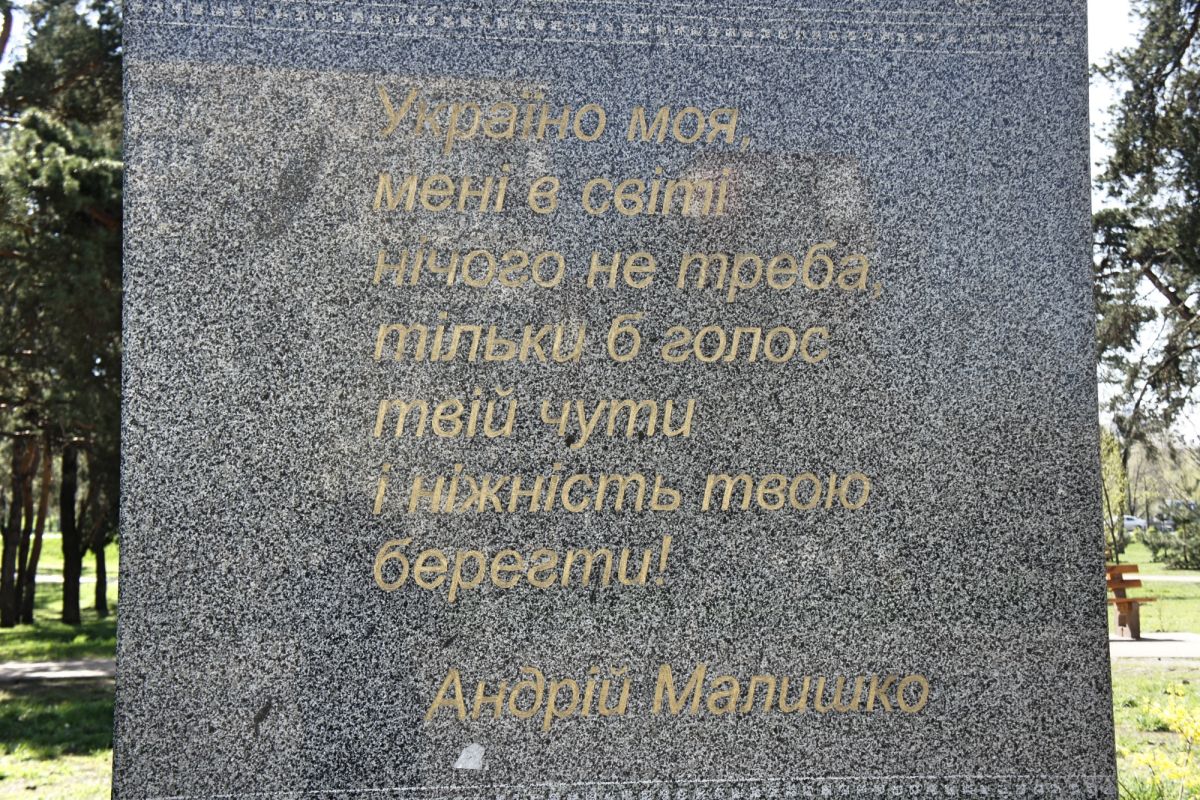 Україно моя,
мені в світі
нічого не треба,
тільки б голос
твій чути
і ніжність твою
берегти!
Андрій Малишко